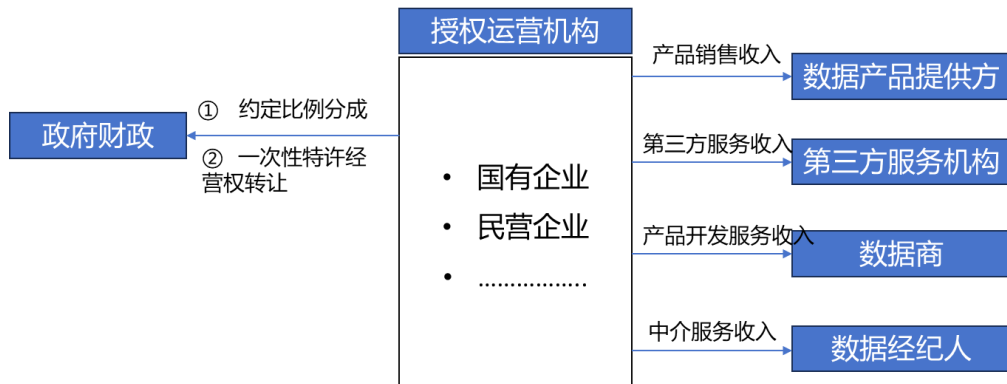 授权运营机构
① 约定比例分成
政府财政
② 一次性特许经
营权转让
• 国有企业
• 民营企业
• ……………..
产品销售收入
数据产品提供方
第三方服务收入
第三方服务机构
产品开发服务收入
数据商
中介服务收入
数据经纪人